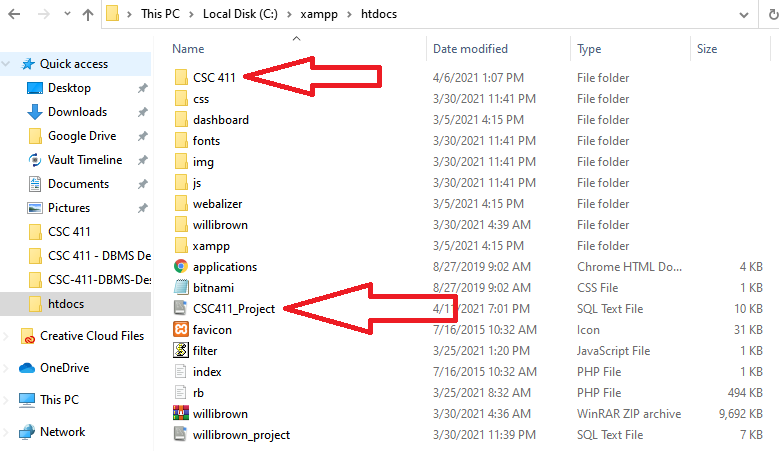 This PC > Local Disk (C:) > xampp > htdocs
Name Date modified Type Size
Quick access
Desktop
Downloads
Google Drive
Vault Timeline
Documents
Pictures
CSC 411
CSC 411 - DBMS De
CSC-411-DBMS-Des
htdocs
Creative Cloud Files
OneDrive
This PC
Network
CSC 411 4/6/2021 1:07 PM File folder
css 3/30/2021 11:41 PM File folder
dashboard 3/5/2021 4:15 PM File folder
fonts 3/30/2021 11:41 PM File folder
img 3/30/2021 11:41 PM File folder
js 3/30/2021 11:41 PM File folder
webalizer 3/5/2021 4:15 PM File folder
willibrown 3/30/2021 4:39 AM File folder
xampp 3/5/2021 4:15 PM File folder
applications 8/27/2019 9:02 AM Chrome HTML Do... 4 KB
bitnami 8/27/2019 9:02 AM CSS File 1 KB
CSC411_Project 2021 7:01 PM SQL Text File 10 KB
favicon 7/16/2015 10:32 AM Icon 31 KB
filter 3/25/2021 1:20 PM JavaScript File 1 KB
index 7/16/2015 10:32 AM PHP File 1 KB
rb 3/25/2021 8:32 AM PHP File 494 KB
willibrown 3/30/2021 4:36 AM WinRAR ZIP archive 9,692 KB
willibrown_project 3/30/2021 11:39 PM SQL Text File 7 KB